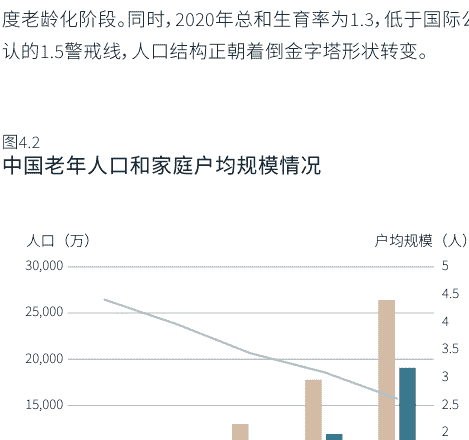 度老龄化阶段。同时，2020年总和生育率为1.3，低于国际公
认的1.5警戒线，人口结构正朝着倒金字塔形状转变。
图4.2
中国老年人口和家庭户均规模情况
人口（万）
户均规模（人）
30,000
5
4.5
25,000
4
3.5
20,000
3
15,000
2.5
2